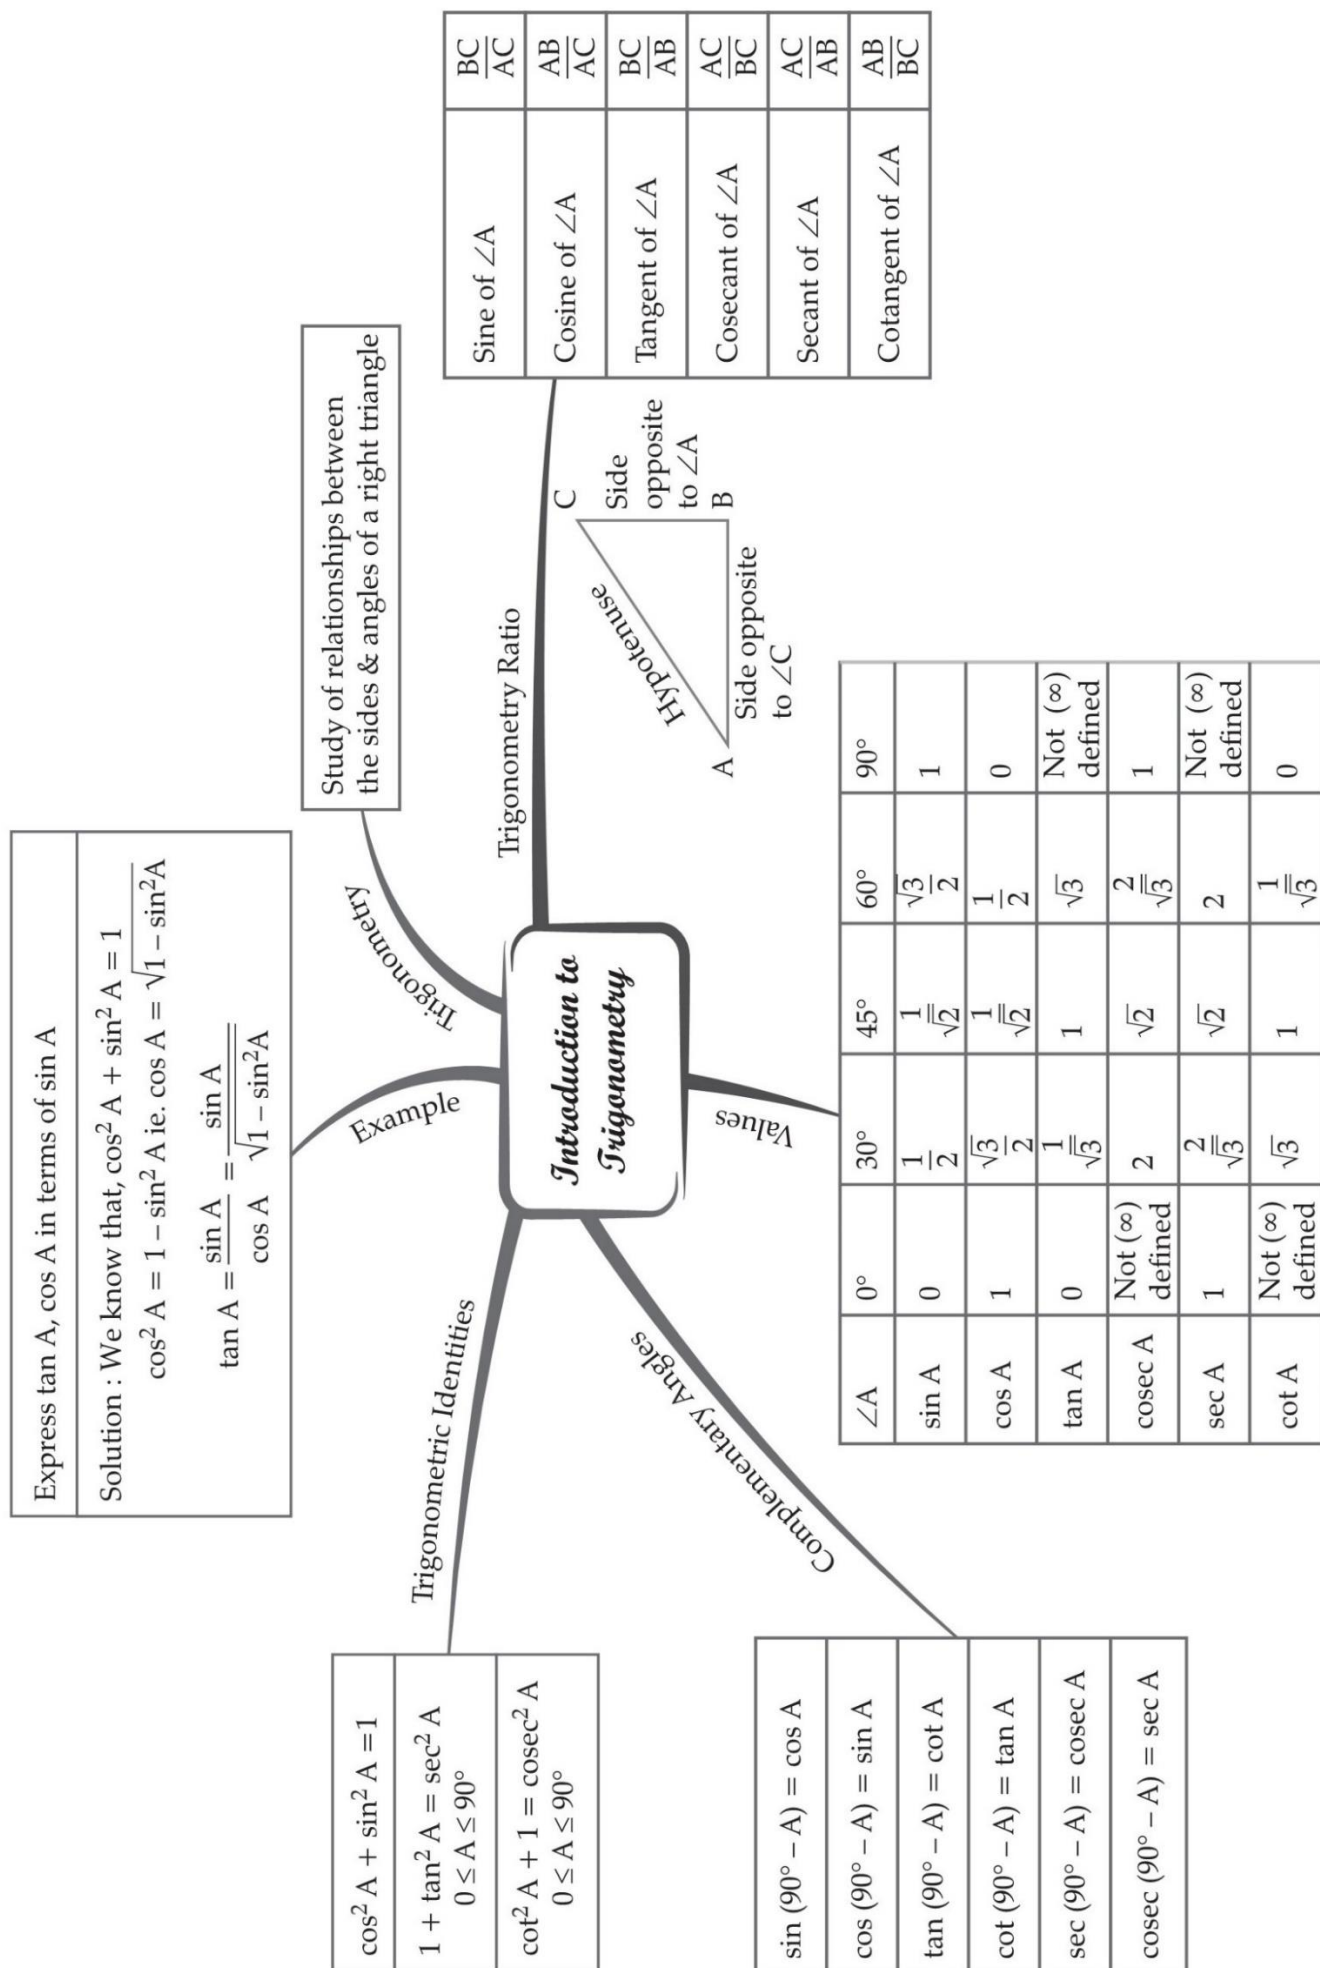 Introduction to
Trigonometry
Trigonometry
Study of relationships between
the sides & angles of a right triangle
Trigonometry Ratio
Sine of ∠A BC/AC
Cosine of ∠A AB/AC
Tangent of ∠A BC/AB
Cosecant of ∠A AC/BC
Secant of ∠A AC/AB
Cotangent of ∠A AB/BC
C
Side
opposite
to ∠A
B
Hypotenuse
A
Side opposite
to ∠C
Values
∠A 0° 30° 45° 60° 90°
sin A 0 1/2 1/√2 √3/2 1
cos A 1 √3/2 1/√2 1/2 0
tan A 0 1/√3 1 √3 Not (∞) defined
cosec A Not (∞) defined 2 √2 2/√3 1
sec A 1 2/√3 √2 2 Not (∞) defined
cot A Not (∞) defined √3 1 1/√3 0
Complementary Angles
sin (90° – A) = cos A
cos (90° – A) = sin A
tan (90° – A) = cot A
cot (90° – A) = tan A
sec (90° – A) = cosec A
cosec (90° – A) = sec A
Trigonometric Identities
cos² A + sin² A =1
1 + tan² A = sec² A
0 ≤ A ≤ 90°
cot² A + 1 = cosec² A
0 ≤ A ≤ 90°
Example
Express tan A, cos A in terms of sin A
Solution : We know that, cos² A + sin² A = 1
cos² A = 1 – sin² A ie. cos A = √1 – sin²A
tan A = sin A/cos A = sin A/√1 – sin²A